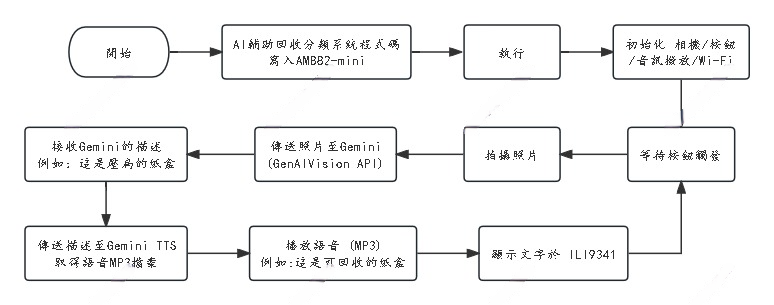 開始
AI輔助回收分類系統程式碼
寫入AMB82-mini
執行
初始化 相機/按鈕
/音訊撥放/Wi-Fi
等待按鈕觸發
拍攝照片
傳送照片至Gemini
(GenAIVision API)
接收Gemini的描述
例如: 這是壓扁的紙盒
傳送描述至Gemini TTS
取得語音MP3檔案
播放語音 (MP3)
例如:這是可回收的紙盒
顯示文字於 ILI9341